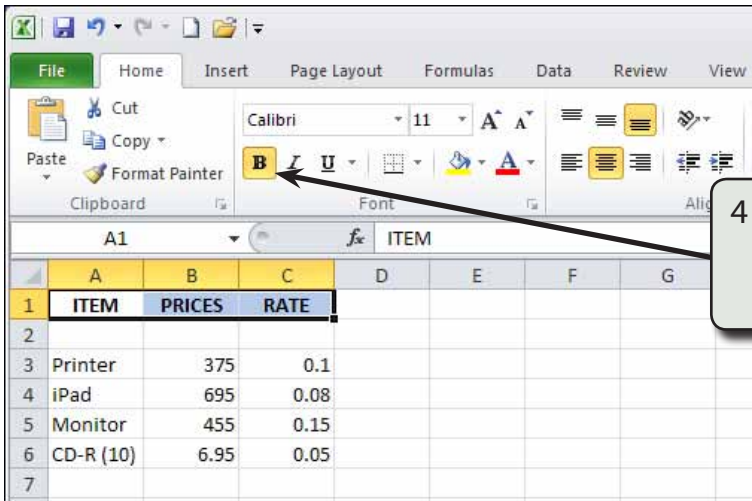 File Home Insert Page Layout Formulas Data Review View
Cut
Copy
Paste
Format Painter
Calibri 11 A A
B I U A
Clipboard Font
A1 fx ITEM
A B C D E F G
1 ITEM PRICES RATE
2
3 Printer 375 0.1
4 iPad 695 0.08
5 Monitor 455 0.15
6 CD-R (10) 6.95 0.05
7
4